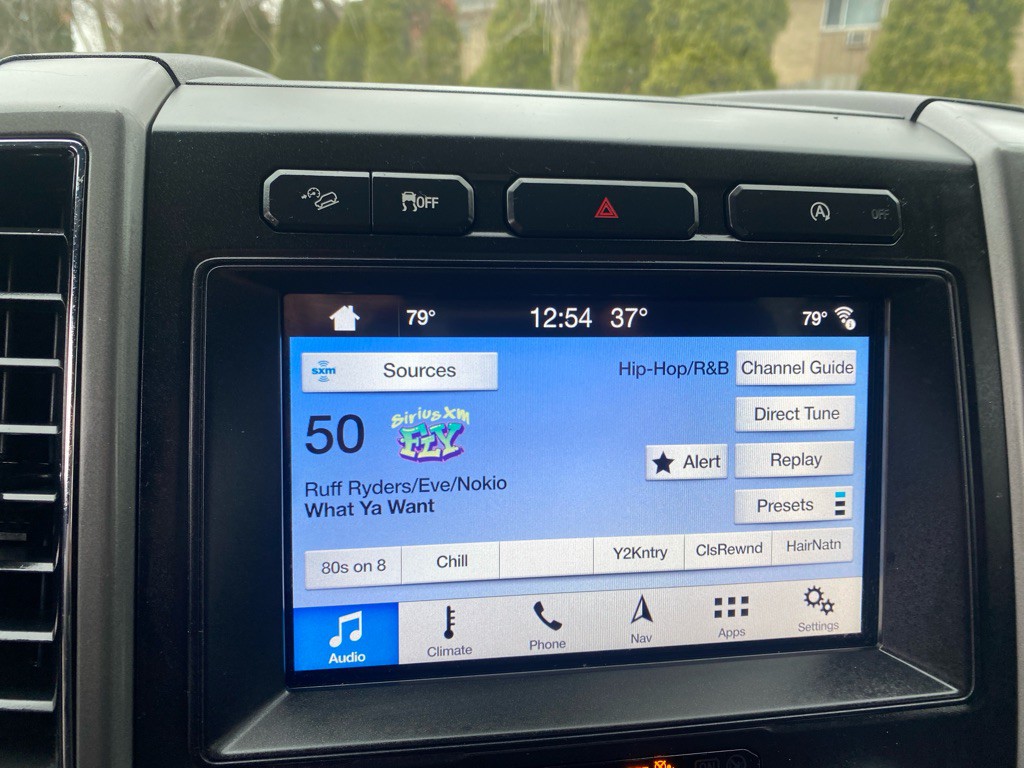 OFF
A OFF
79° 12:54 37° 79°
sxm Sources Hip-Hop/R&B Channel Guide
50 SiriusXM FLY Direct Tune
Alert Replay
Ruff Ryders/Eve/Nokio
What Ya Want Presets
80s on 8 Chill Y2Kntry ClsRewnd HairNatn
Audio Climate Phone Nav Apps Settings